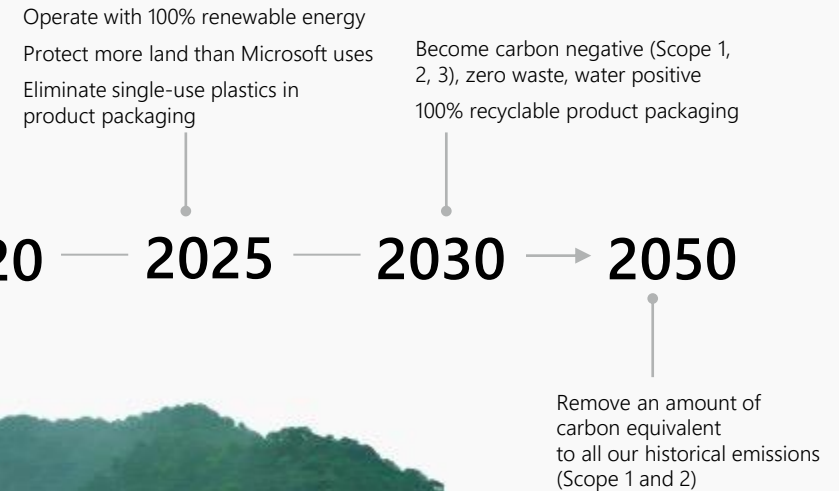 Operate with 100% renewable energy
Protect more land than Microsoft uses
Eliminate single-use plastics in
product packaging
Become carbon negative (Scope 1,
2, 3), zero waste, water positive
100% recyclable product packaging
20 2025 2030 2050
Remove an amount of
carbon equivalent
to all our historical emissions
(Scope 1 and 2)